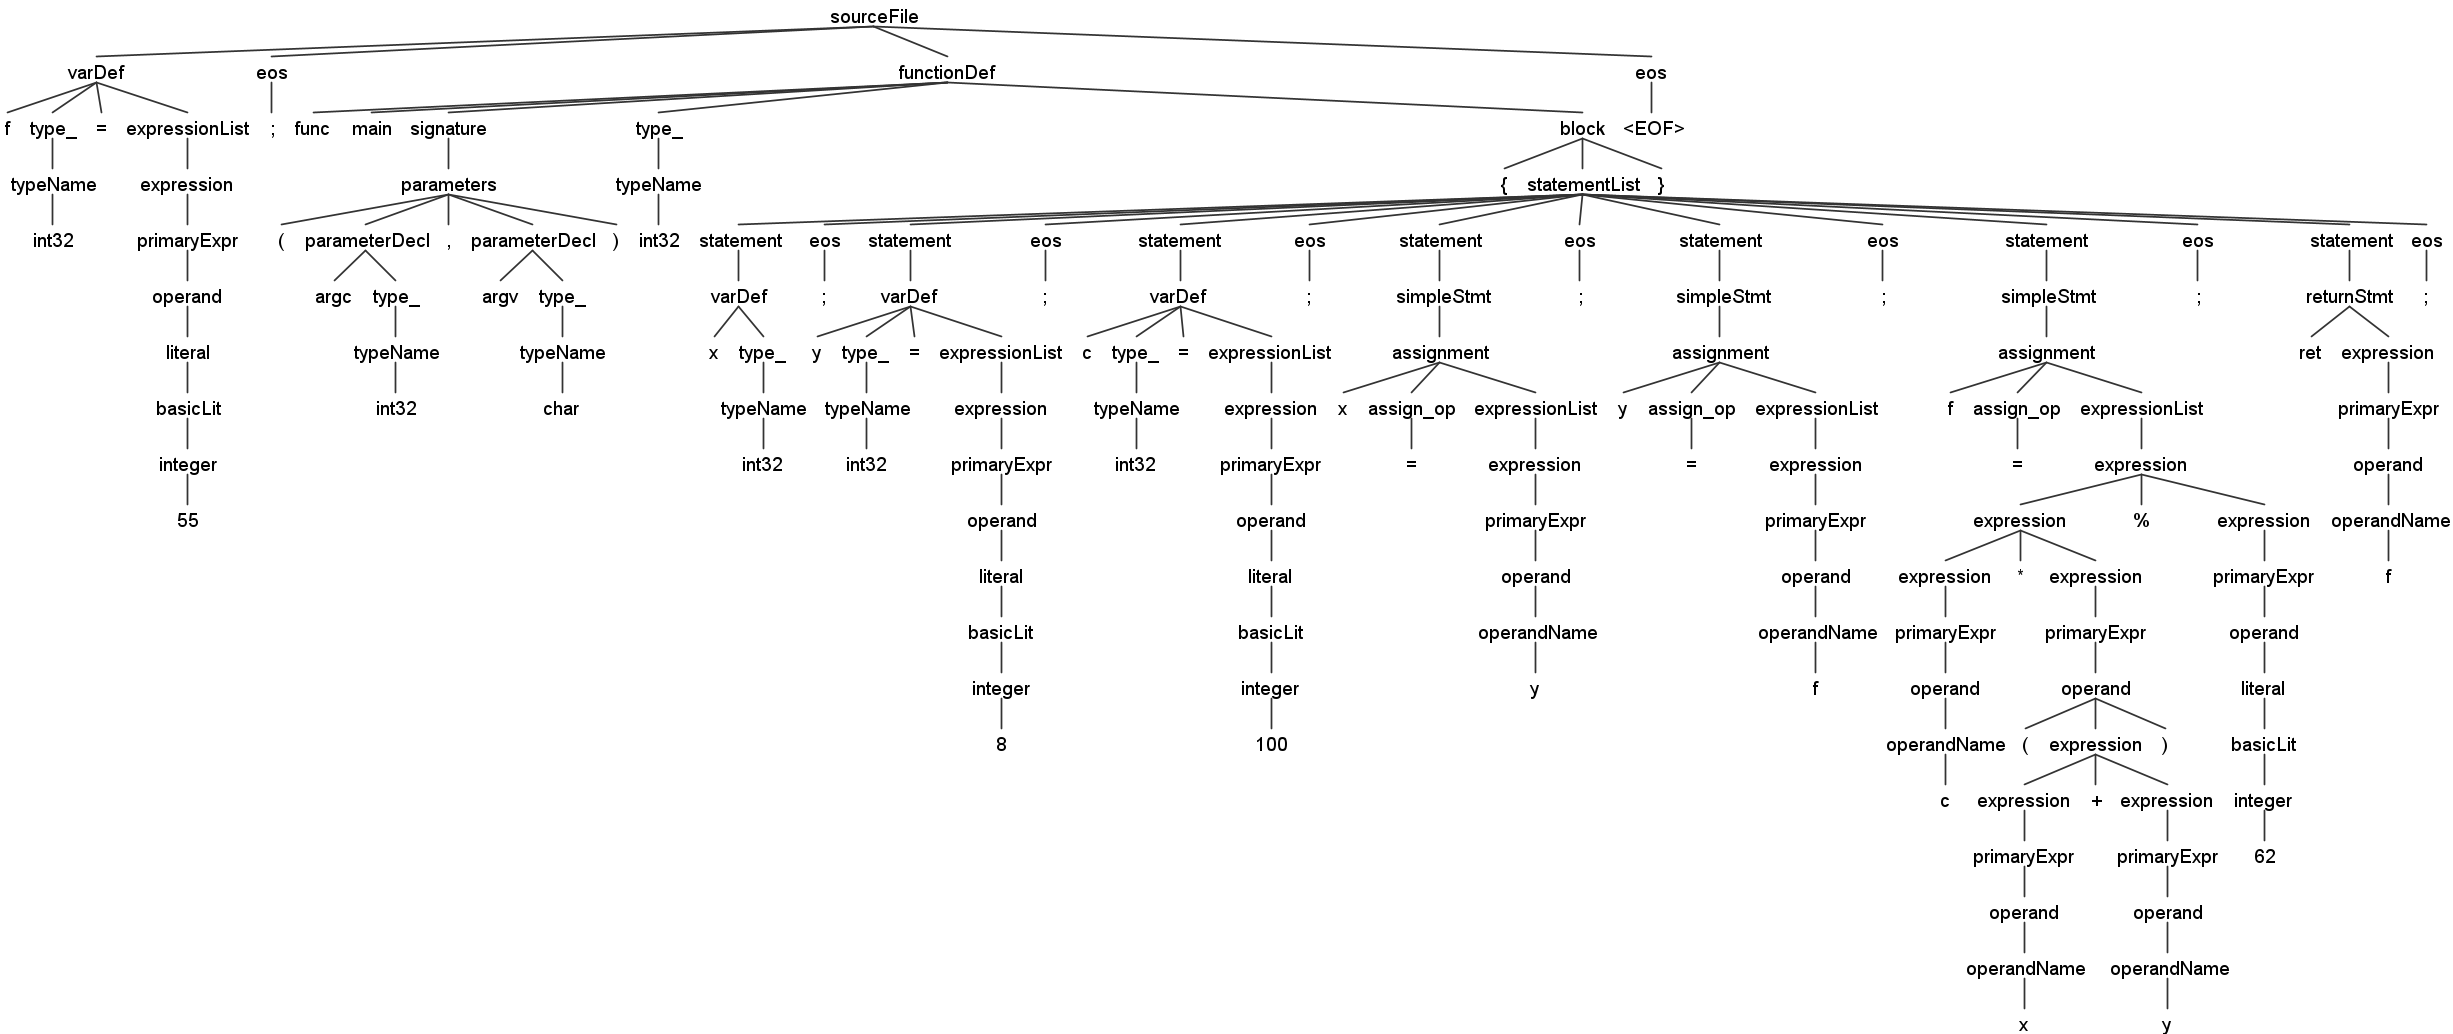 sourceFile
varDef eos functionDef eos
f type_ = expressionList ; func main signature type_ block <EOF>
typeName expression parameters typeName { statementList }
int32 primaryExpr ( parameterDecl , parameterDecl ) int32 statement eos statement eos statement eos statement eos statement eos statement eos statement eos
operand argc type_ argv type_ varDef ; varDef ; varDef ; simpleStmt ; simpleStmt ; simpleStmt ; returnStmt ;
literal typeName typeName x type_ y type_ = expressionList c type_ = expressionList assignment assignment assignment ret expression
basicLit int32 char typeName typeName expression typeName expression x assign_op expressionList y assign_op expressionList f assign_op expressionList primaryExpr
integer int32 int32 primaryExpr int32 primaryExpr = expression = expression = expression operand
55 operand operand primaryExpr primaryExpr expression % expression operandName
literal literal operand operand expression * expression primaryExpr f
basicLit basicLit operandName operandName primaryExpr primaryExpr operand
integer integer y f operand operand literal
8 100 operandName ( expression ) basicLit
c expression + expression integer
primaryExpr primaryExpr 62
operand operand
operandName operandName
x y